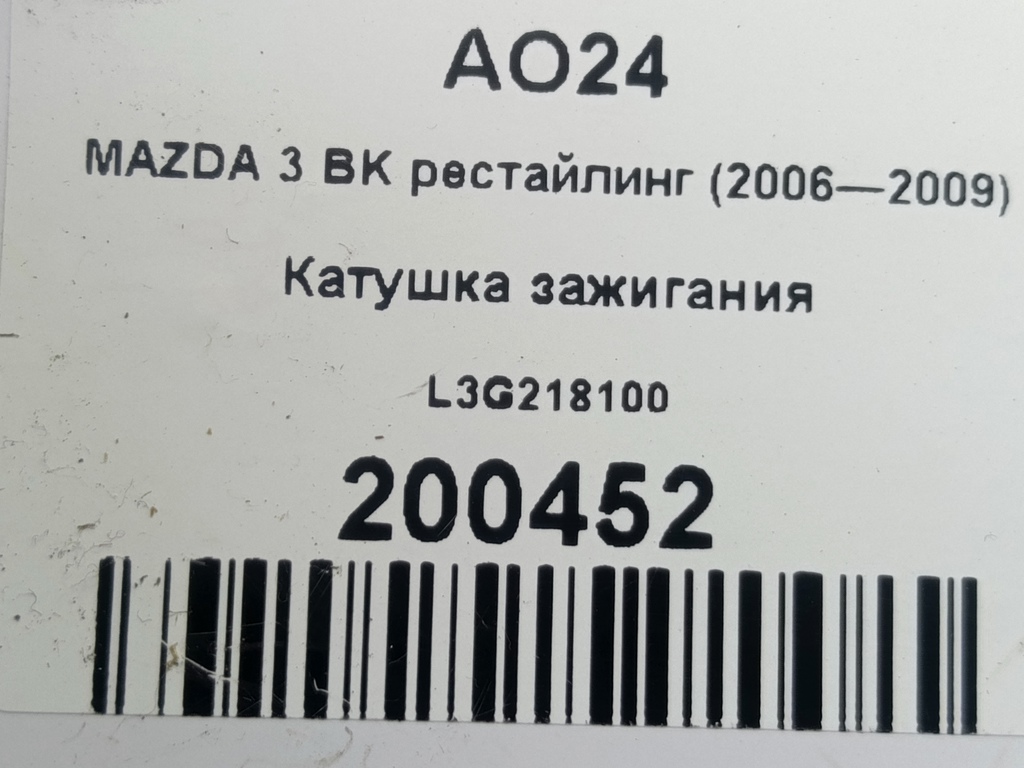 AO24
MAZDA 3 BK рестайлинг (2006—2009)
Катушка зажигания
L3G218100
200452